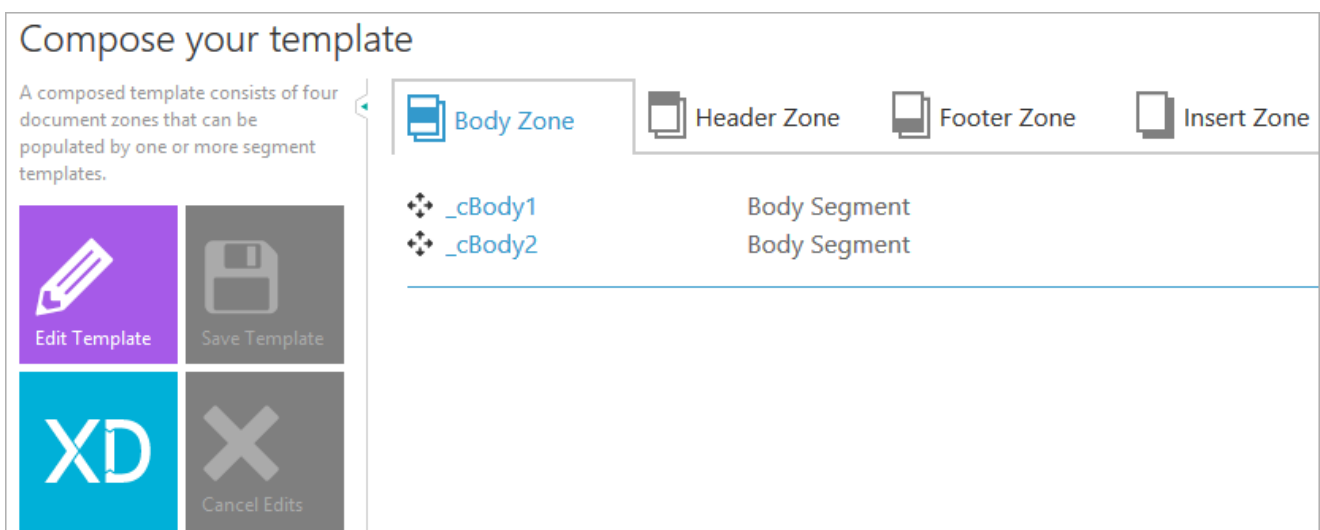 Compose your template
A composed template consists of four
document zones that can be
populated by one or more segment
templates.
Body Zone
Header Zone
Footer Zone
Insert Zone
_cBody1 Body Segment
_cBody2 Body Segment
Edit Template
Save Template
XD
Cancel Edits